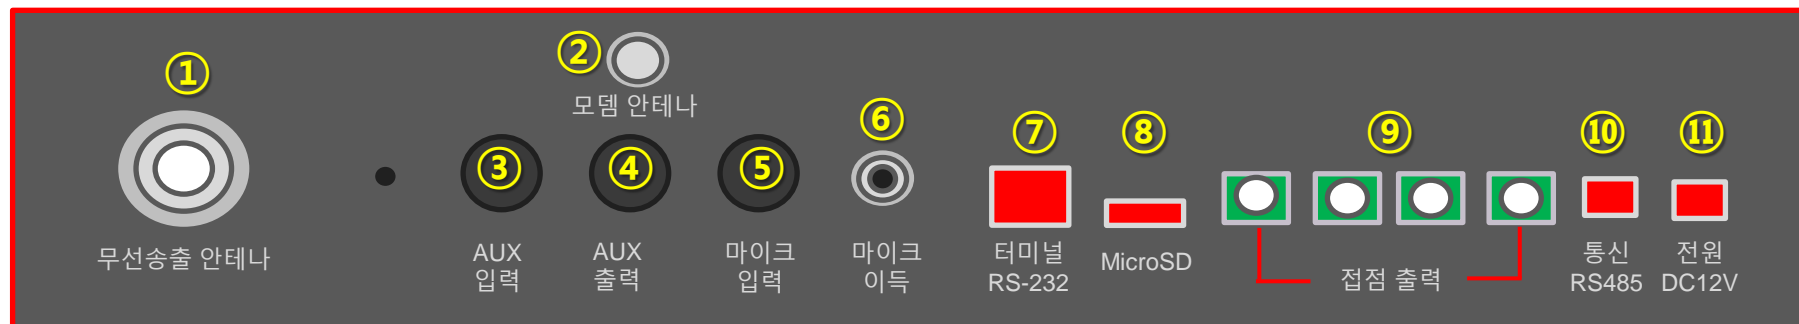 ①
②
모뎀 안테나
③
④
⑤
⑥
⑦
⑧
⑨
⑩
⑪
무선송출 안테나
AUX
입력
AUX
출력
마이크
입력
마이크
이득
터미널
RS-232
MicroSD
접점 출력
통신
RS485
전원
DC12V